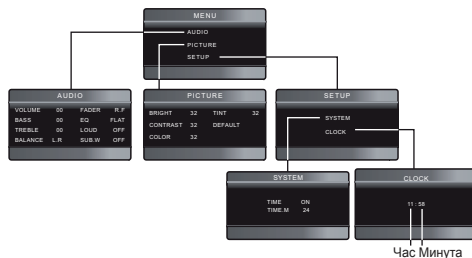 MENU
AUDIO
PICTURE
SETUP
AUDIO
VOLUME 00 FADER R.F
BASS 00 EQ FLAT
TREBLE 00 LOUD OFF
BALANCE L.R SUB.W OFF
PICTURE
BRIGHT 32 TINT 32
CONTRAST 32 DEFAULT
COLOR 32
SETUP
SYSTEM
CLOCK
SYSTEM
TIME ON
TIME.M 24
CLOCK
11 : 58
Час Минута